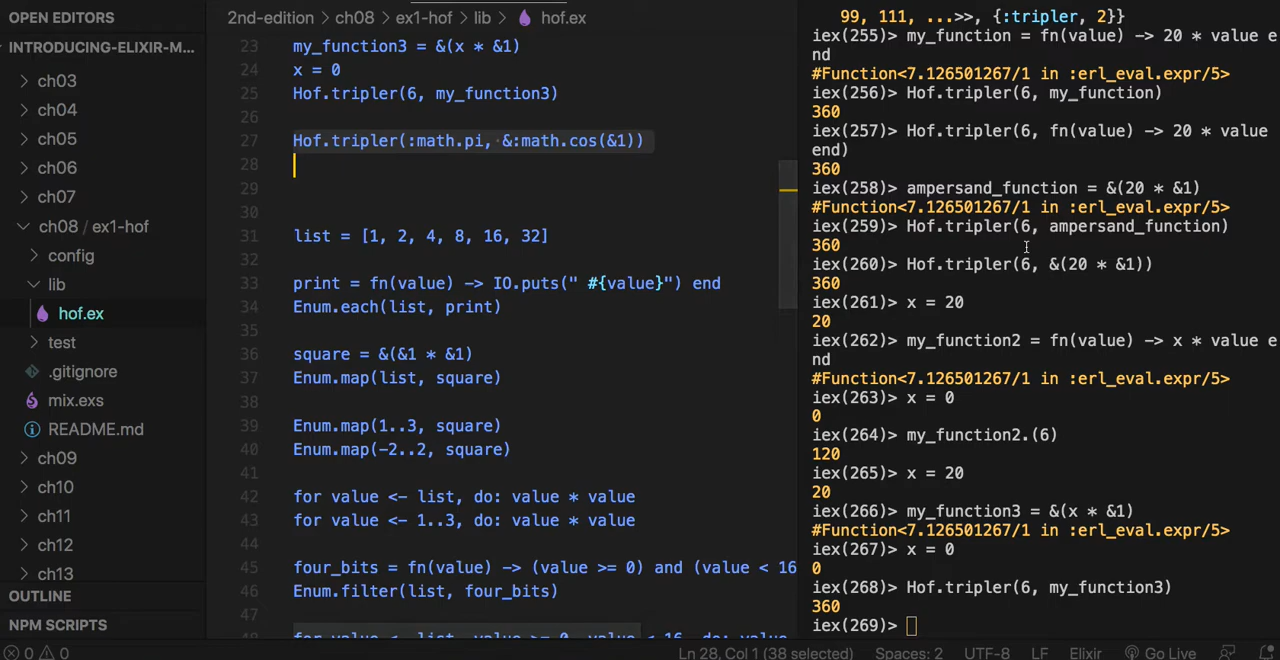 OPEN EDITORS
INTRODUCING-ELIXIR-M...
ch03
ch04
ch05
ch06
ch07
ch08 / ex1-hof
config
lib
hof.ex
test
.gitignore
mix.exs
README.md
ch09
ch10
ch11
ch12
ch13
OUTLINE
NPM SCRIPTS
2nd-edition > ch08 > ex1-hof > lib > hof.ex
23 my_function3 = &(x * &1)
24 x = 0
25 Hof.tripler(6, my_function3)
26
27 Hof.tripler(:math.pi, &:math.cos(&1))
28
29
30
31 list = [1, 2, 4, 8, 16, 32]
32
33 print = fn(value) -> IO.puts(" #{value}") end
34 Enum.each(list, print)
35
36 square = &(&1 * &1)
37 Enum.map(list, square)
38
39 Enum.map(1..3, square)
40 Enum.map(-2..2, square)
41
42 for value <- list, do: value * value
43 for value <- 1..3, do: value * value
44
45 four_bits = fn(value) -> (value >= 0) and (value < 16
46 Enum.filter(list, four_bits)
47
48 for value <- list, value >= 0, value < 16, do: value
99, 111, ...>>, {:tripler, 2}}
iex(255)> my_function = fn(value) -> 20 * value e
nd
#Function<7.126501267/1 in :erl_eval.expr/5>
iex(256)> Hof.tripler(6, my_function)
360
iex(257)> Hof.tripler(6, fn(value) -> 20 * value
end)
360
iex(258)> ampersand_function = &(20 * &1)
#Function<7.126501267/1 in :erl_eval.expr/5>
iex(259)> Hof.tripler(6, ampersand_function)
360
iex(260)> Hof.tripler(6, &(20 * &1))
360
iex(261)> x = 20
20
iex(262)> my_function2 = fn(value) -> x * value e
nd
#Function<7.126501267/1 in :erl_eval.expr/5>
iex(263)> x = 0
0
iex(264)> my_function2.(6)
120
iex(265)> x = 20
20
iex(266)> my_function3 = &(x * &1)
#Function<7.126501267/1 in :erl_eval.expr/5>
iex(267)> x = 0
0
iex(268)> Hof.tripler(6, my_function3)
360
iex(269)>
0 0 Ln 28, Col 1 (38 selected) Spaces: 2 UTF-8 LF Elixir Go Live